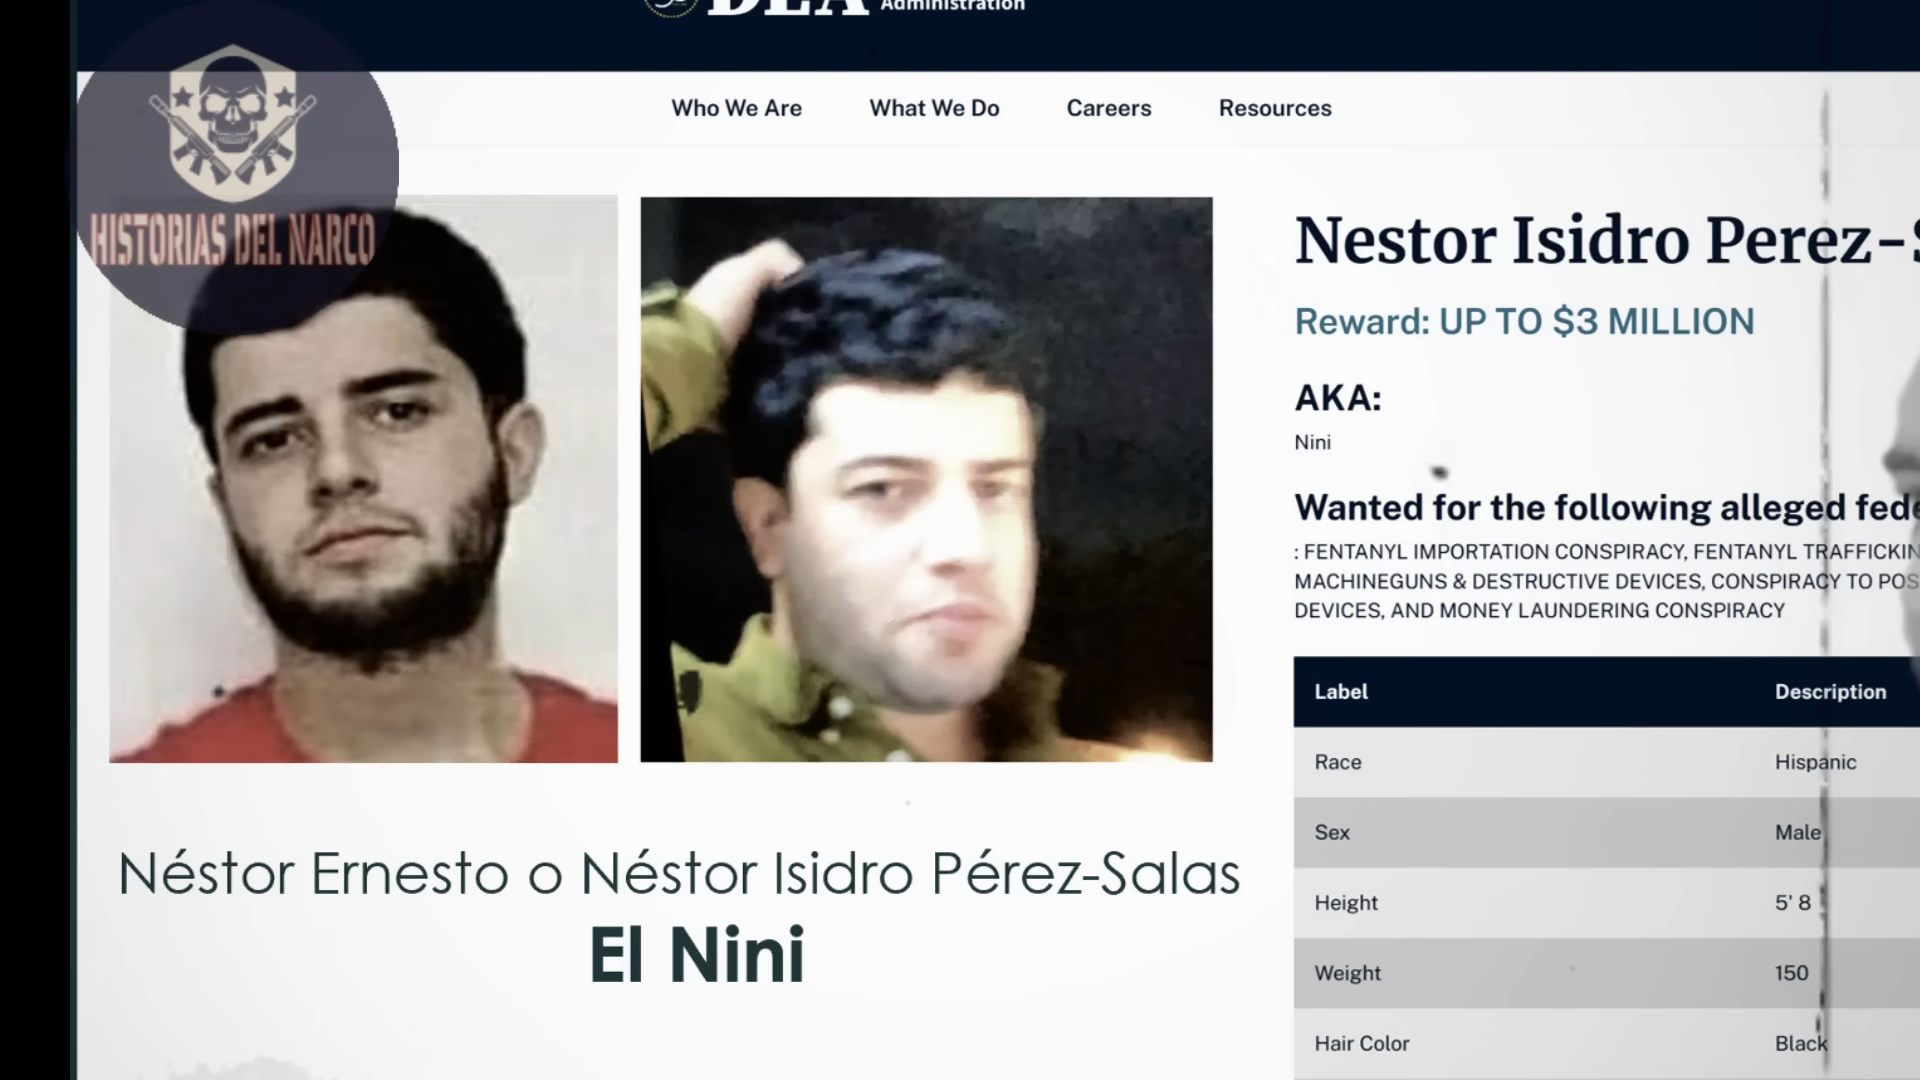 DEA
Administration
Who We Are
What We Do
Careers
Resources
HISTORIAS DEL NARCO
Nestor Isidro Perez-
Reward: UP TO $3 MILLION
AKA:
Nini
Wanted for the following alleged
: FENTANYL IMPORTATION CONSPIRACY, FENTANYL TRAFFICKIN
MACHINEGUNS & DESTRUCTIVE DEVICES, CONSPIRACY TO POS
DEVICES, AND MONEY LAUNDERING CONSPIRACY
Label Description
Race Hispanic
Sex Male
Height 5' 8
Weight 150
Hair Color Black
Néstor Ernesto o Néstor Isidro Pérez-Salas
El Nini